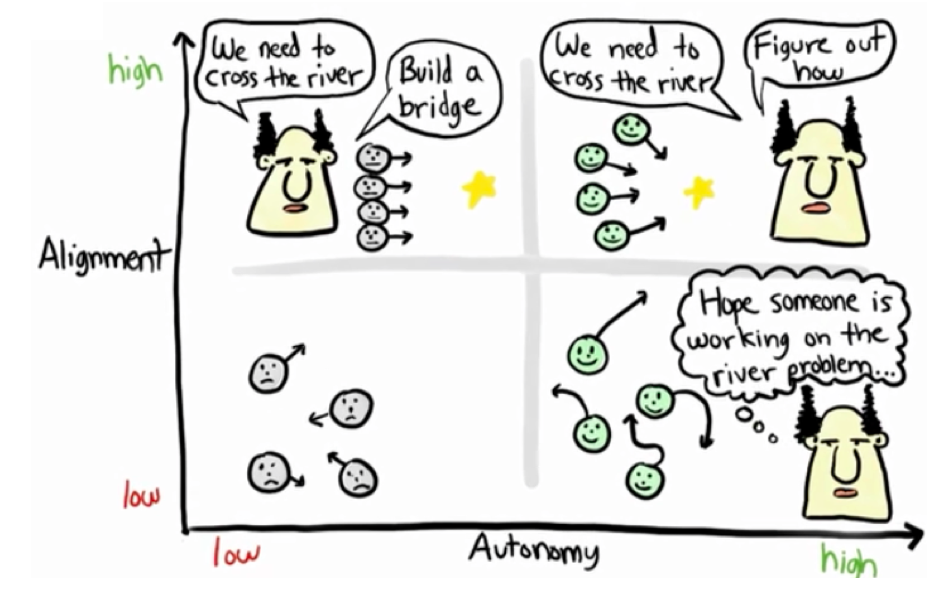 high
We need to
cross the river
Build a
bridge
We need to
cross the river
Figure out
how
Alignment
Hope someone is
working on the
river problem...
low
low
Autonomy
high